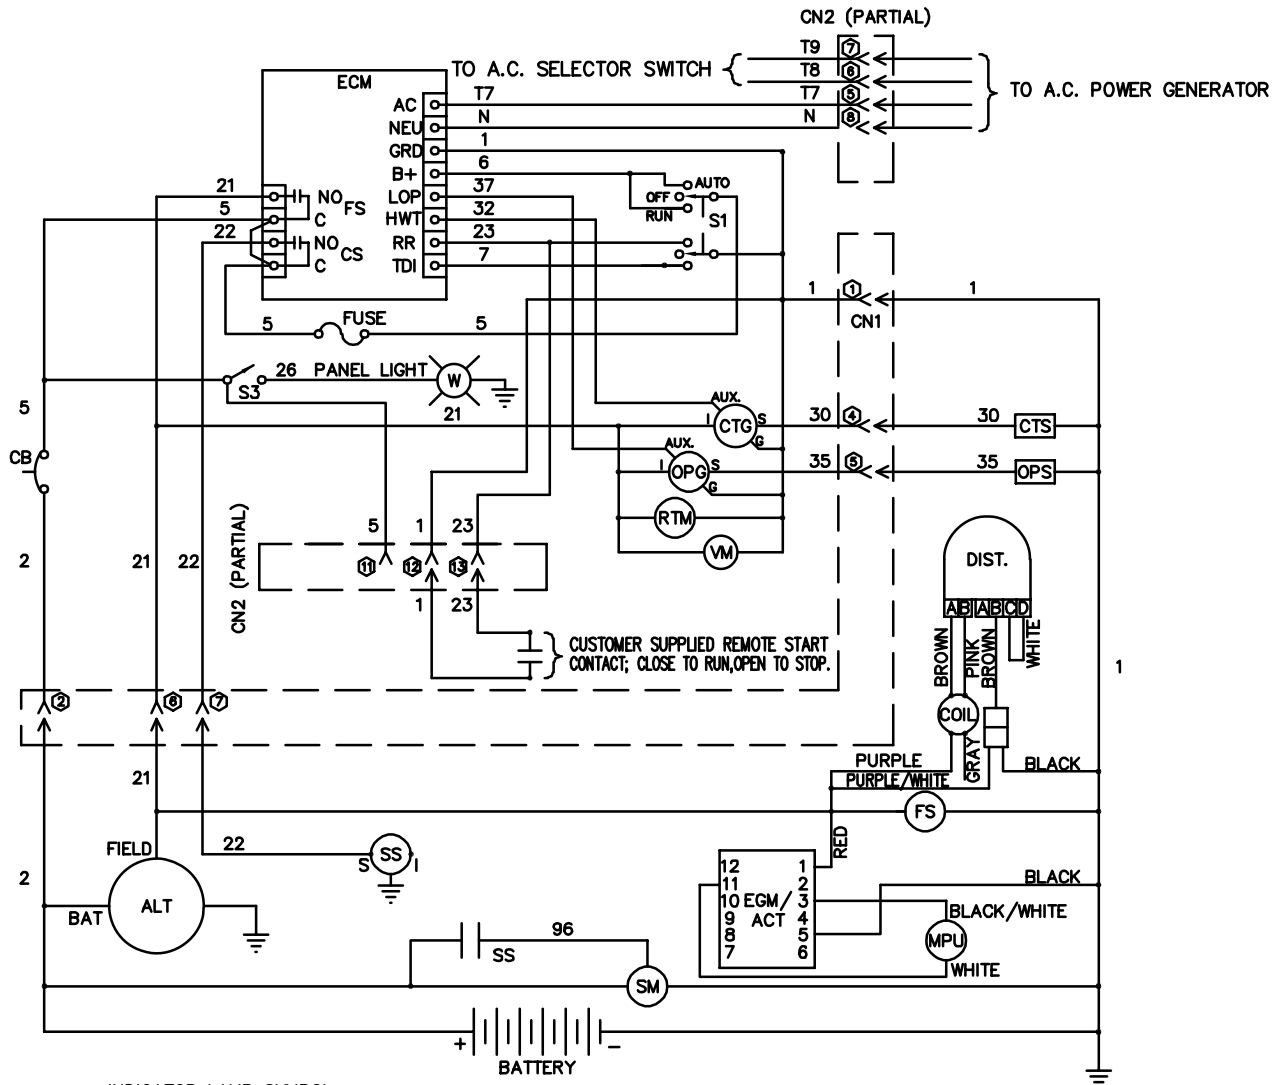 CN2 (PARTIAL)
T9 7
TO A.C. SELECTOR SWITCH
T8 6
ECM
T7 T7 5
TO A.C. POWER GENERATOR
AC
N N 8
NEU
1
GRD
6
B+
AUTO
21 NO 37
LOP OFF
FS
5 C 32
HWT RUN S1
22 NO 23
RR
CS
C 7
TDI
1 1 1
CN1
5 FUSE 5
26 PANEL LIGHT W
S3
21
AUX.
5
I CTG S 30 4 30 CTS
G
AUX.
CB
I OPG S 35 5 35 OPS
G
RTM
5 1 23
VM
CN2 (PARTIAL)
2 21 22
11 12 13
DIST.
1 23
A B A B C D
CUSTOMER SUPPLIED REMOTE START
CONTACT; CLOSE TO RUN,OPEN TO STOP.
BROWN
PINK
BROWN
WHITE
1
2 6 7
COIL
GRAY
21
PURPLE
BLACK
PURPLE/WHITE
FS
RED
FIELD
22
S SS I
2
BAT ALT
12 1
11 2
10 EGM/ 3
9 ACT 4
8 5
7 6
BLACK
BLACK/WHITE
MPU
WHITE
96
SS
SM
+ −
BATTERY